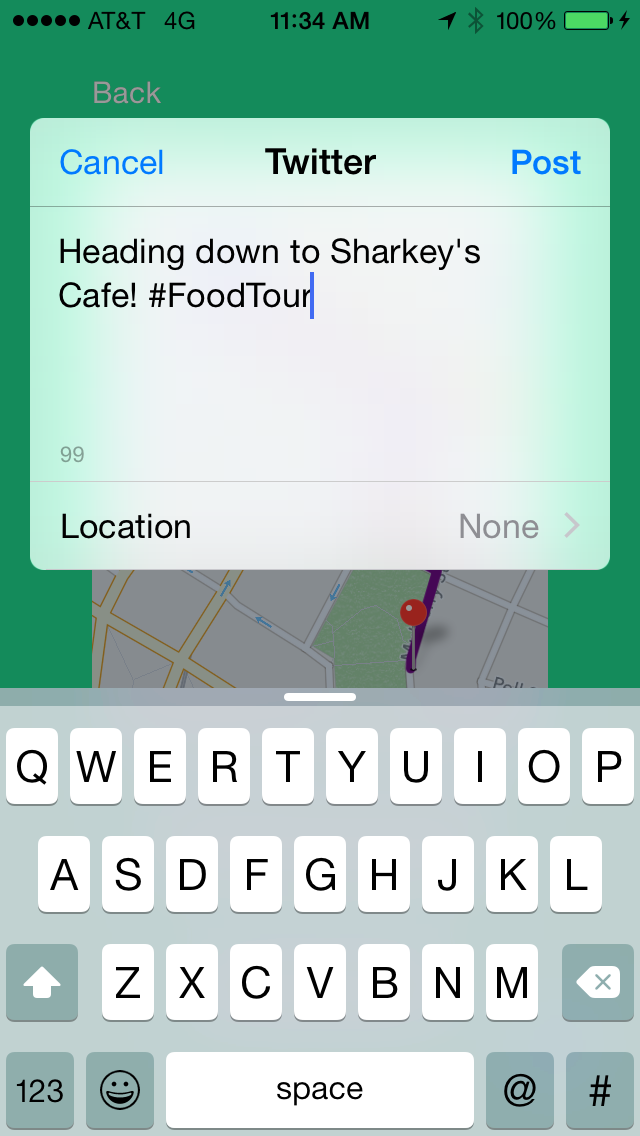 AT&T 4G 11:34 AM 100%
Back
Cancel Twitter Post
Heading down to Sharkey's
Cafe! #FoodTour
99
Location None
Q W E R T Y U I O P
A S D F G H J K L
Z X C V B N M
123 space @ #